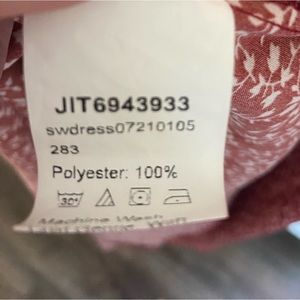 JIT6943933
swdress07210105
283
Polyester: 100%
30°
Machine Wash